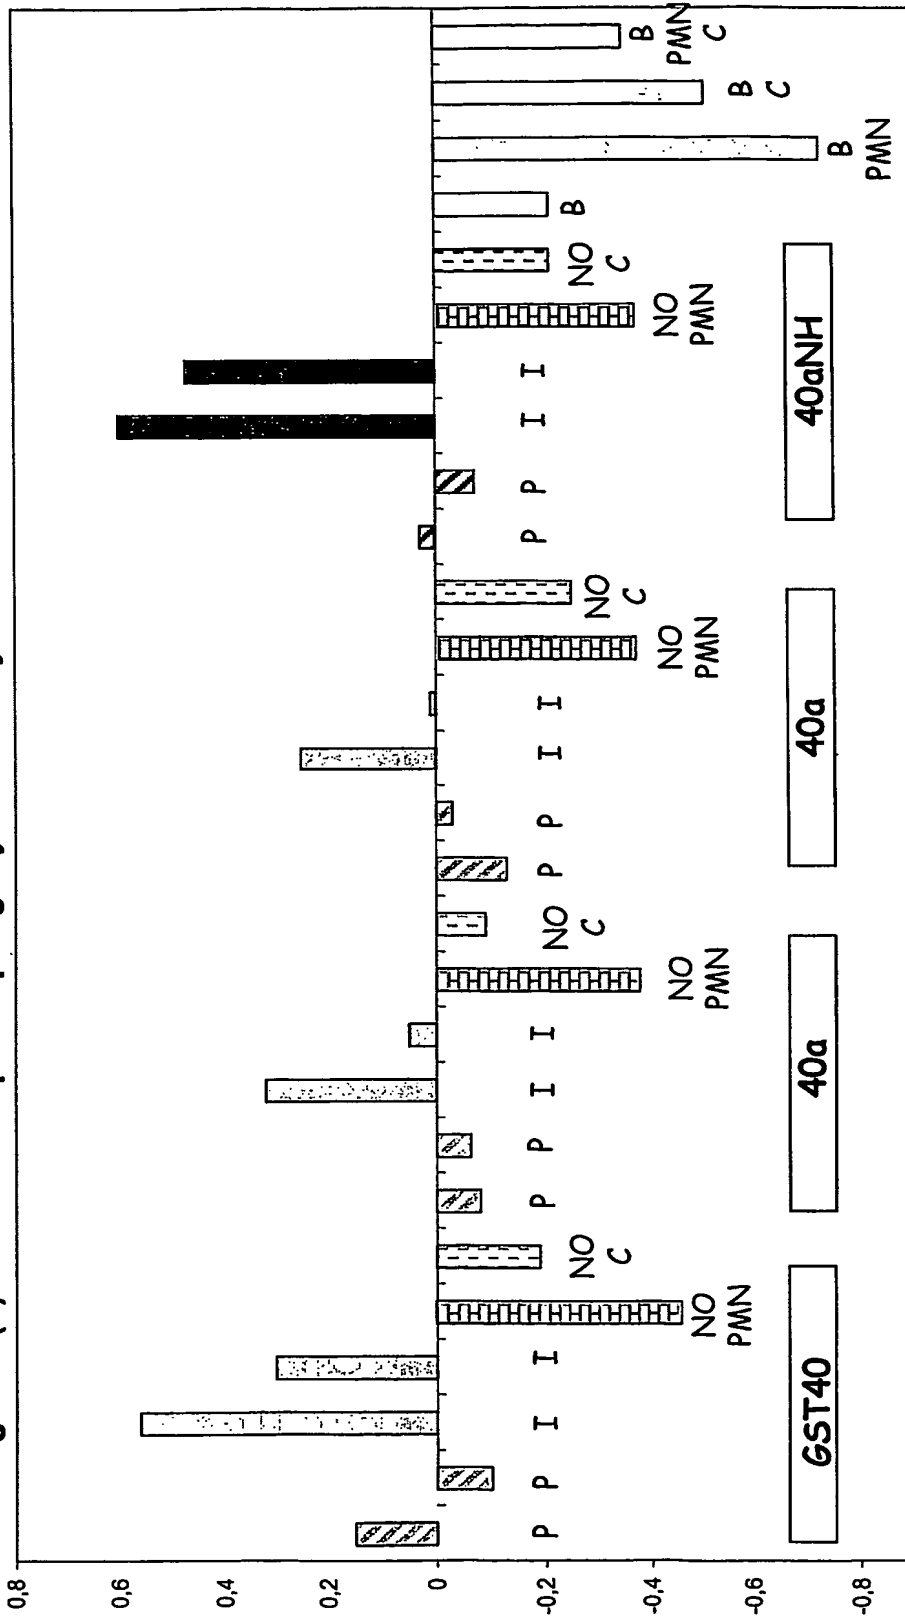 0,8
0,6
0,4
0,2
0
-0,2
-0,4
-0,6
-0,8
P
P
I
I
NO
PMN
NO
C
P
P
I
I
NO
PMN
NO
C
P
P
I
I
NO
PMN
NO
C
P
P
I
I
NO
PMN
NO
C
B
B
PMN
B
C
B
PMN
C
GST40
40a
40a
40aNH